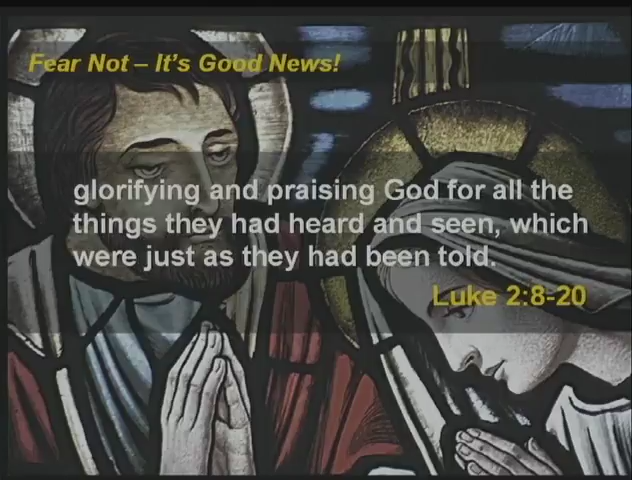 Fear Not – It's Good News!
glorifying and praising God for all the
things they had heard and seen, which
were just as they had been told.
Luke 2:8-20